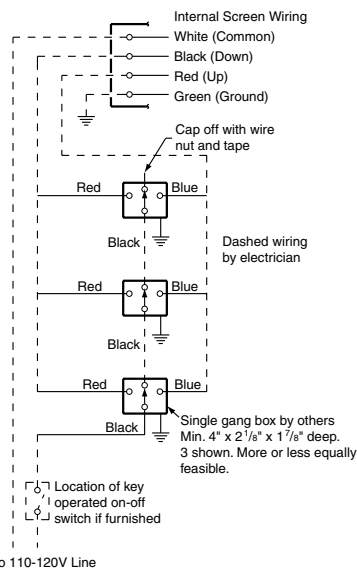 Internal Screen Wiring
White (Common)
Black (Down)
Red (Up)
Green (Ground)
Cap off with wire
nut and tape
Red
Blue
Black
Dashed wiring
by electrician
Red
Blue
Black
Red
Blue
Black
Single gang box by others
Min. 4" x 2 1/8" x 1 7/8" deep.
3 shown. More or less equally
feasible.
Location of key
operated on-off
switch if furnished
o 110-120V Line